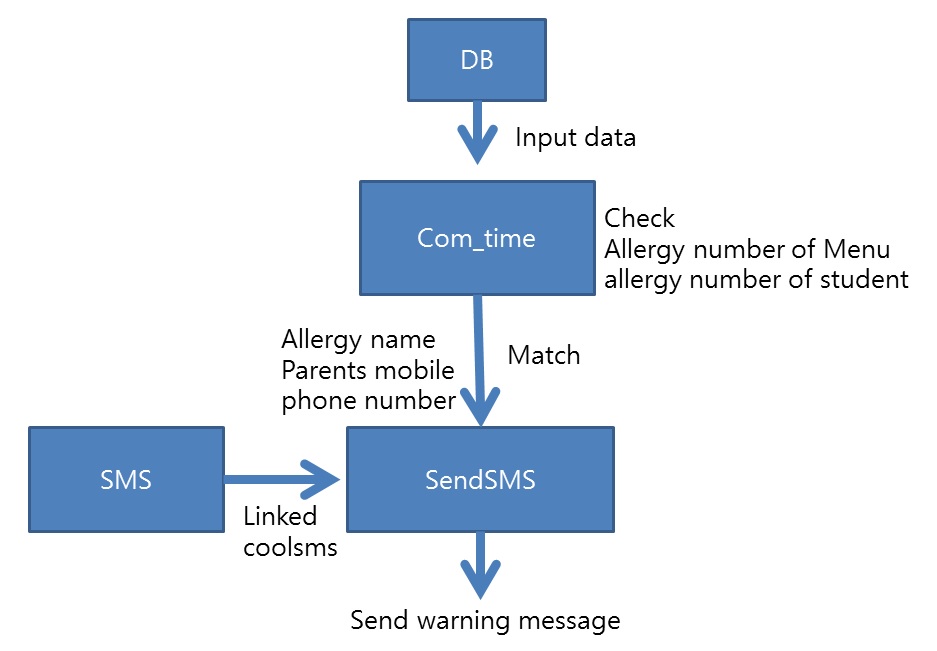 DB
Input data
Com_time
Check
Allergy number of Menu
allergy number of student
Allergy name
Parents mobile
phone number
Match
SMS
Linked
coolsms
SendSMS
Send warning message